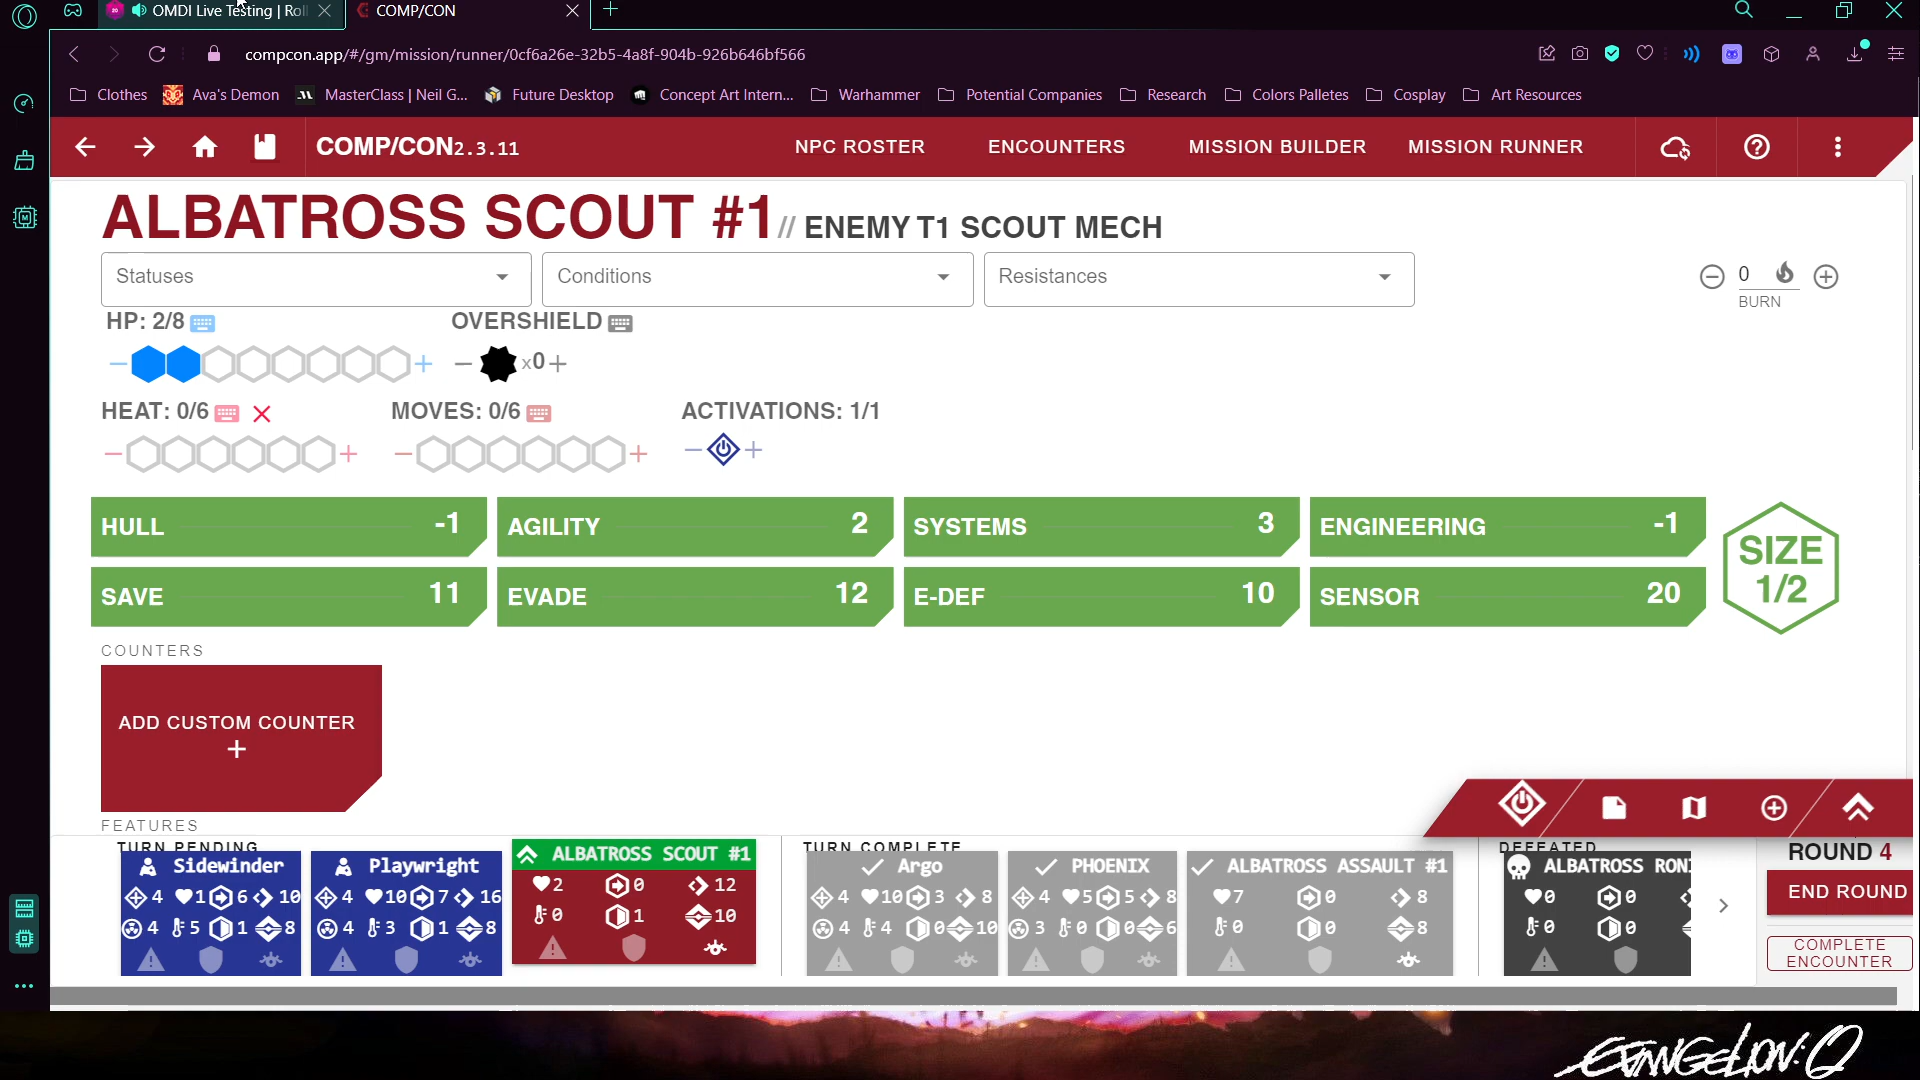 OMDI Live Testing | Roll
COMP/CON
compcon.app/#/gm/mission/runner/0cf6a26e-32b5-4a8f-904b-926b646bf566
Clothes
Ava's Demon
MasterClass | Neil G...
Future Desktop
Concept Art Intern...
Warhammer
Potential Companies
Research
Colors Palletes
Cosplay
Art Resources
COMP/CON2.3.11
NPC ROSTER
ENCOUNTERS
MISSION BUILDER
MISSION RUNNER
ALBATROSS SCOUT #1// ENEMY T1 SCOUT MECH
Statuses
Conditions
Resistances
0
BURN
HP: 2/8
OVERSHIELD
x0
HEAT: 0/6
MOVES: 0/6
ACTIVATIONS: 1/1
HULL -1
AGILITY 2
SYSTEMS 3
ENGINEERING -1
SIZE
1/2
SAVE 11
EVADE 12
E-DEF 10
SENSOR 20
COUNTERS
ADD CUSTOM COUNTER
+
FEATURES
TURN PENDING
Sidewinder
4 1 6 10
4 5 1 8
Playwright
4 10 7 16
4 3 1 8
ALBATROSS SCOUT #1
2 0 12
0 1 10
TURN COMPLETE
Argo
4 10 3 8
4 4 0 10
PHOENIX
4 5 5 8
3 0 0 6
ALBATROSS ASSAULT #1
7 0 8
0 0 8
DEFEATED
ALBATROSS RONI
0 0
0 0
ROUND 4
END ROUND
COMPLETE
ENCOUNTER
EVANGELION:Q